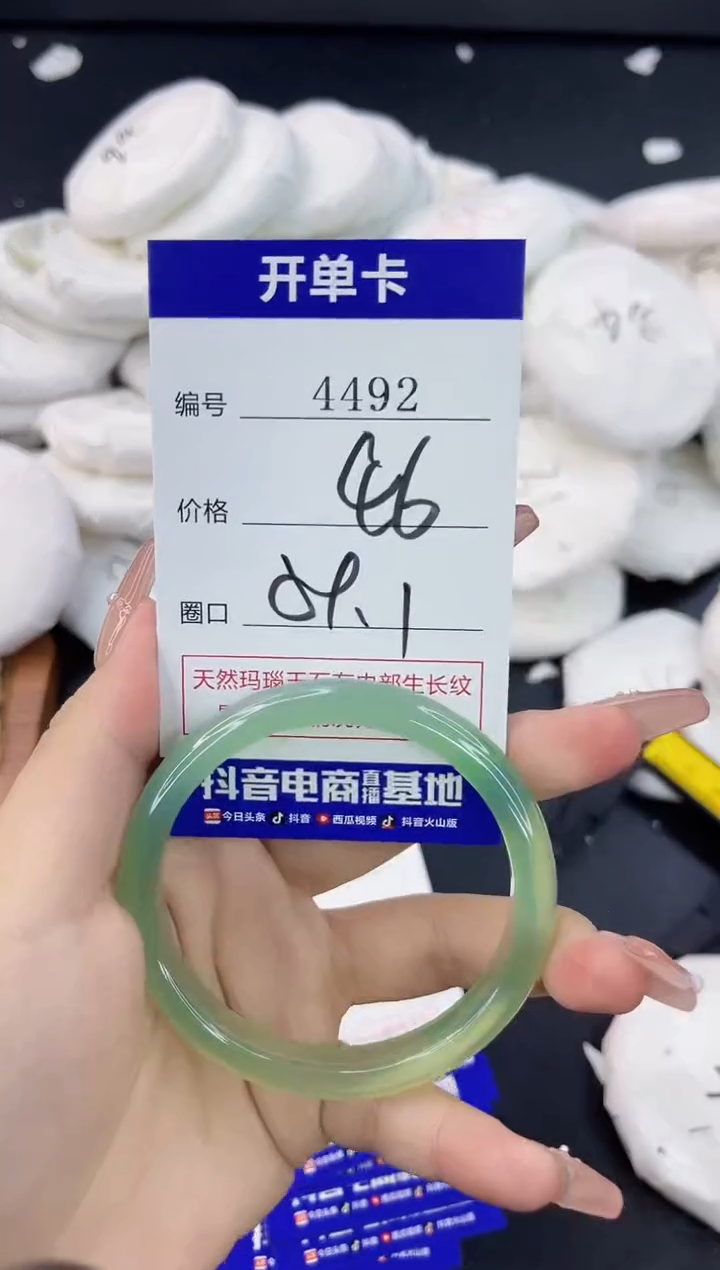 开单卡
编号 4492
价格 46
圈口
天然玛瑙玉石有内部生长纹
抖音电商直播基地
今日头条 抖音 西瓜视频 抖音火山版